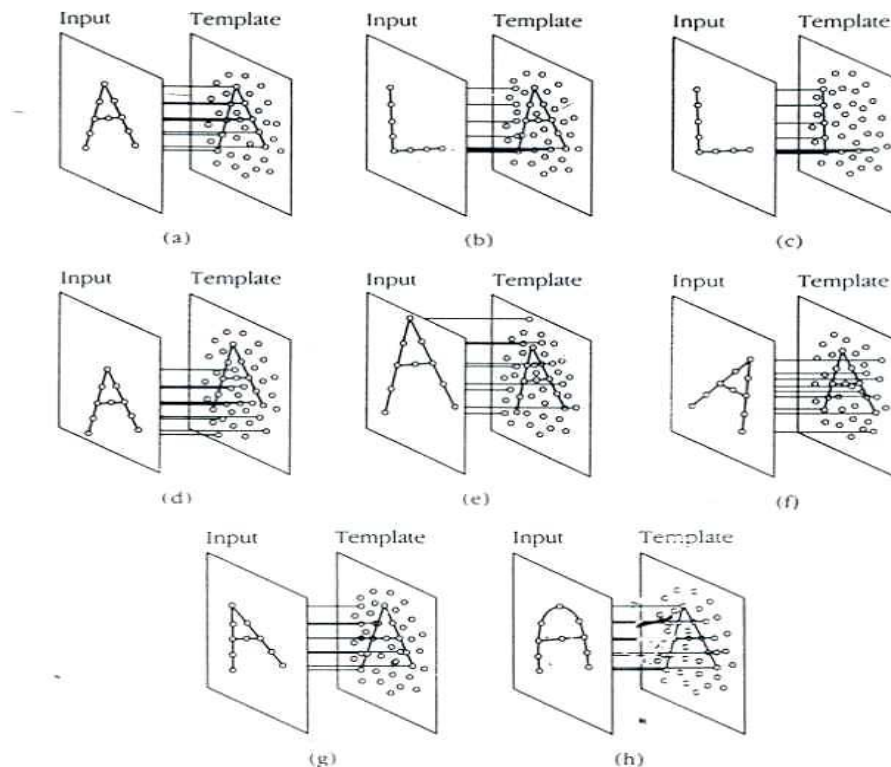 Input Template Input Template Input Template
(a) (b) (c)
Input Template Input Template Input Template
(d) (e) (f)
Input Template Input Template
(g) (h)